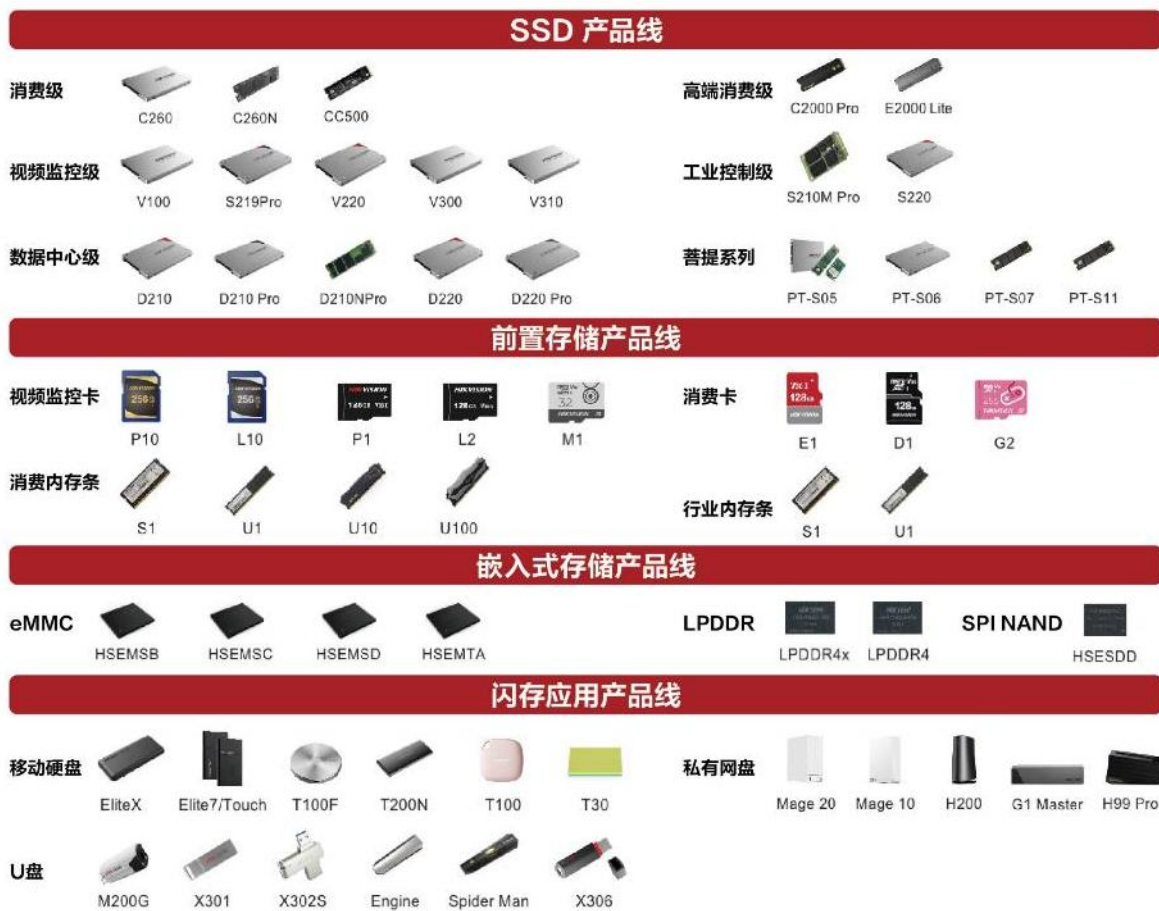 SSD 产品线
消费级
C260 C260N CC500
高端消费级
C2000 Pro E2000 Lite
视频监控级
V100 S219Pro V220 V300 V310
工业控制级
S210M Pro S220
数据中心级
D210 D210 Pro D210NPro D220 D220 Pro
菩提系列
PT-S05 PT-S06 PT-S07 PT-S11
前置存储产品线
视频监控卡
P10 L10 P1 L2 M1
消费卡
E1 D1 G2
消费内存条
S1 U1 U10 U100
行业内存条
S1 U1
嵌入式存储产品线
eMMC
HSEMSB HSEMSC HSEMSD HSEMTA
LPDDR
LPDDR4x LPDDR4
SPI NAND
HSESDD
闪存应用产品线
移动硬盘
EliteX Elite7/Touch T100F T200N T100 T30
私有网盘
Mage 20 Mage 10 H200 G1 Master H99 Pro
U盘
M200G X301 X302S Engine Spider Man X306